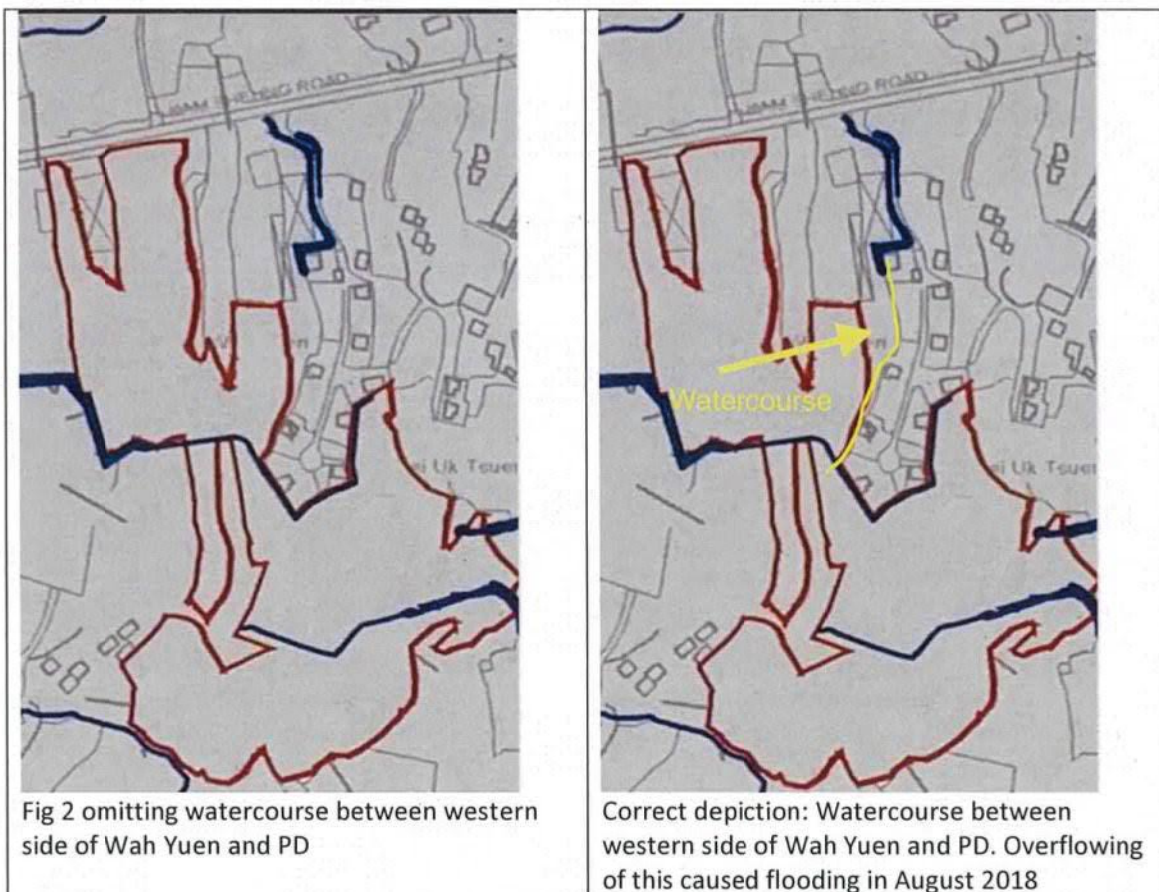 ROAD
ei Uk Tsuen
Fig 2 omitting watercourse between western
side of Wah Yuen and PD
ROAD
Watercourse
ei Uk Tsuen
Correct depiction: Watercourse between
western side of Wah Yuen and PD. Overflowing
of this caused flooding in August 2018